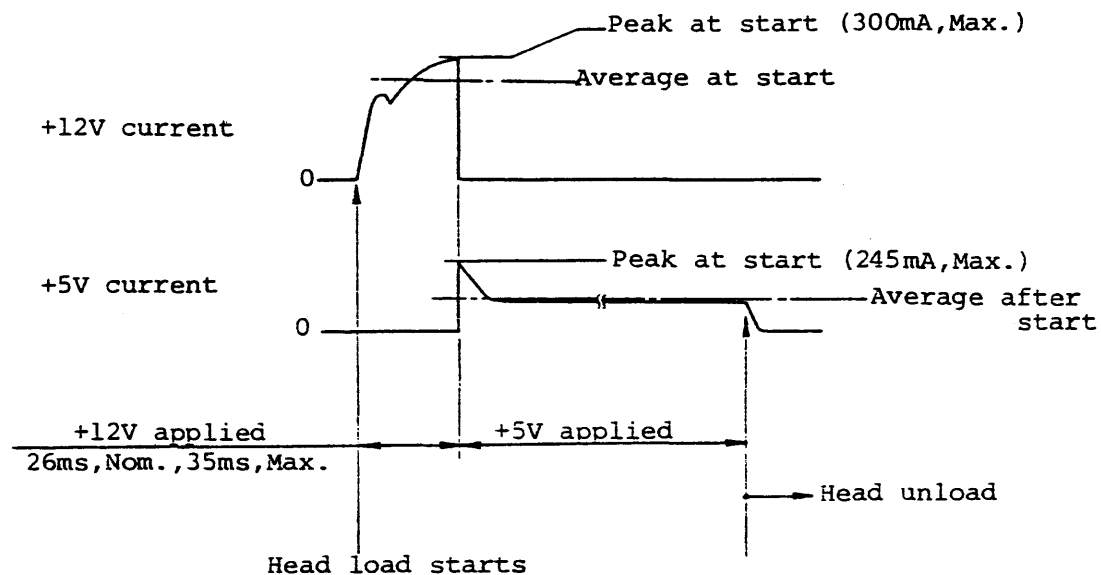 Peak at start (300mA,Max.)
Average at start
+12V current
0
Peak at start (245mA,Max.)
+5V current
Average after
start
0
+12V applied
+5V applied
26ms,Nom.,35ms,Max.
Head unload
Head load starts